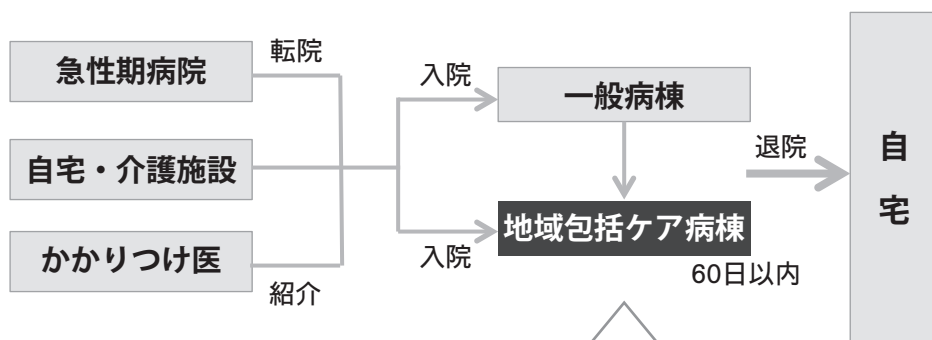 急性期病院
転院
自宅・介護施設
かかりつけ医
紹介
入院
一般病棟
入院
地域包括ケア病棟
60日以内
退院
自
宅